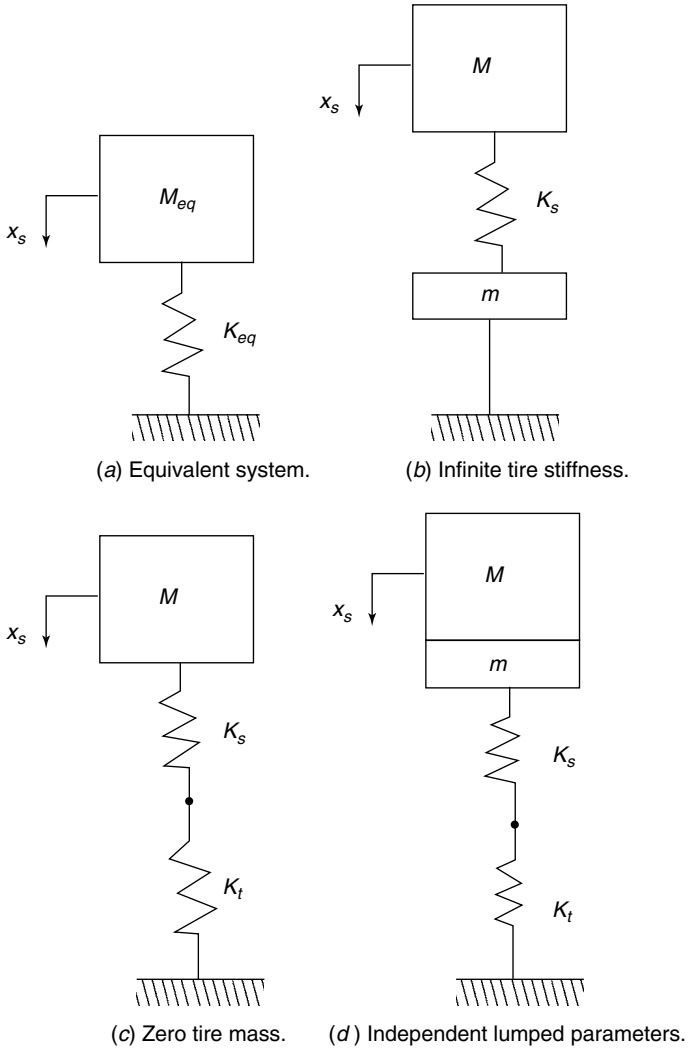 M
x_s
K_s
m
M_eq
x_s
K_eq
(a) Equivalent system.
(b) Infinite tire stiffness.
M
x_s
K_s
K_t
M
x_s
m
K_s
K_t
(c) Zero tire mass.
(d ) Independent lumped parameters.